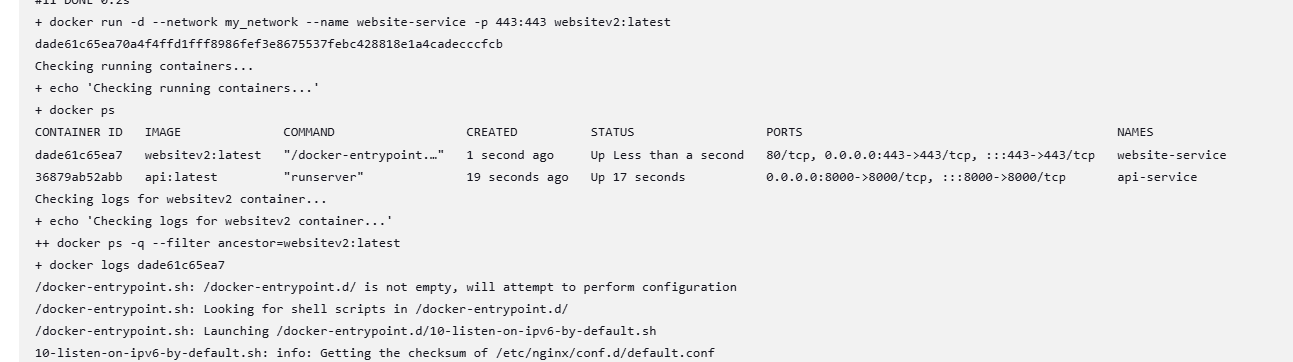 #11 DONE 0.2s
+ docker run -d --network my_network --name website-service -p 443:443 websitev2:latest
dade61c65ea70a4f4ffd1fff8986fef3e8675537febc428818e1a4cadecccfcb
Checking running containers...
+ echo 'Checking running containers...'
+ docker ps
CONTAINER ID   IMAGE              COMMAND                  CREATED          STATUS                  PORTS                                           NAMES
dade61c65ea7   websitev2:latest   "/docker-entrypoint.…"   1 second ago     Up Less than a second   80/tcp, 0.0.0.0:443->443/tcp, :::443->443/tcp   website-service
36879ab52abb   api:latest         "runserver"              19 seconds ago   Up 17 seconds           0.0.0.0:8000->8000/tcp, :::8000->8000/tcp       api-service
Checking logs for websitev2 container...
+ echo 'Checking logs for websitev2 container...'
++ docker ps -q --filter ancestor=websitev2:latest
+ docker logs dade61c65ea7
/docker-entrypoint.sh: /docker-entrypoint.d/ is not empty, will attempt to perform configuration
/docker-entrypoint.sh: Looking for shell scripts in /docker-entrypoint.d/
/docker-entrypoint.sh: Launching /docker-entrypoint.d/10-listen-on-ipv6-by-default.sh
10-listen-on-ipv6-by-default.sh: info: Getting the checksum of /etc/nginx/conf.d/default.conf